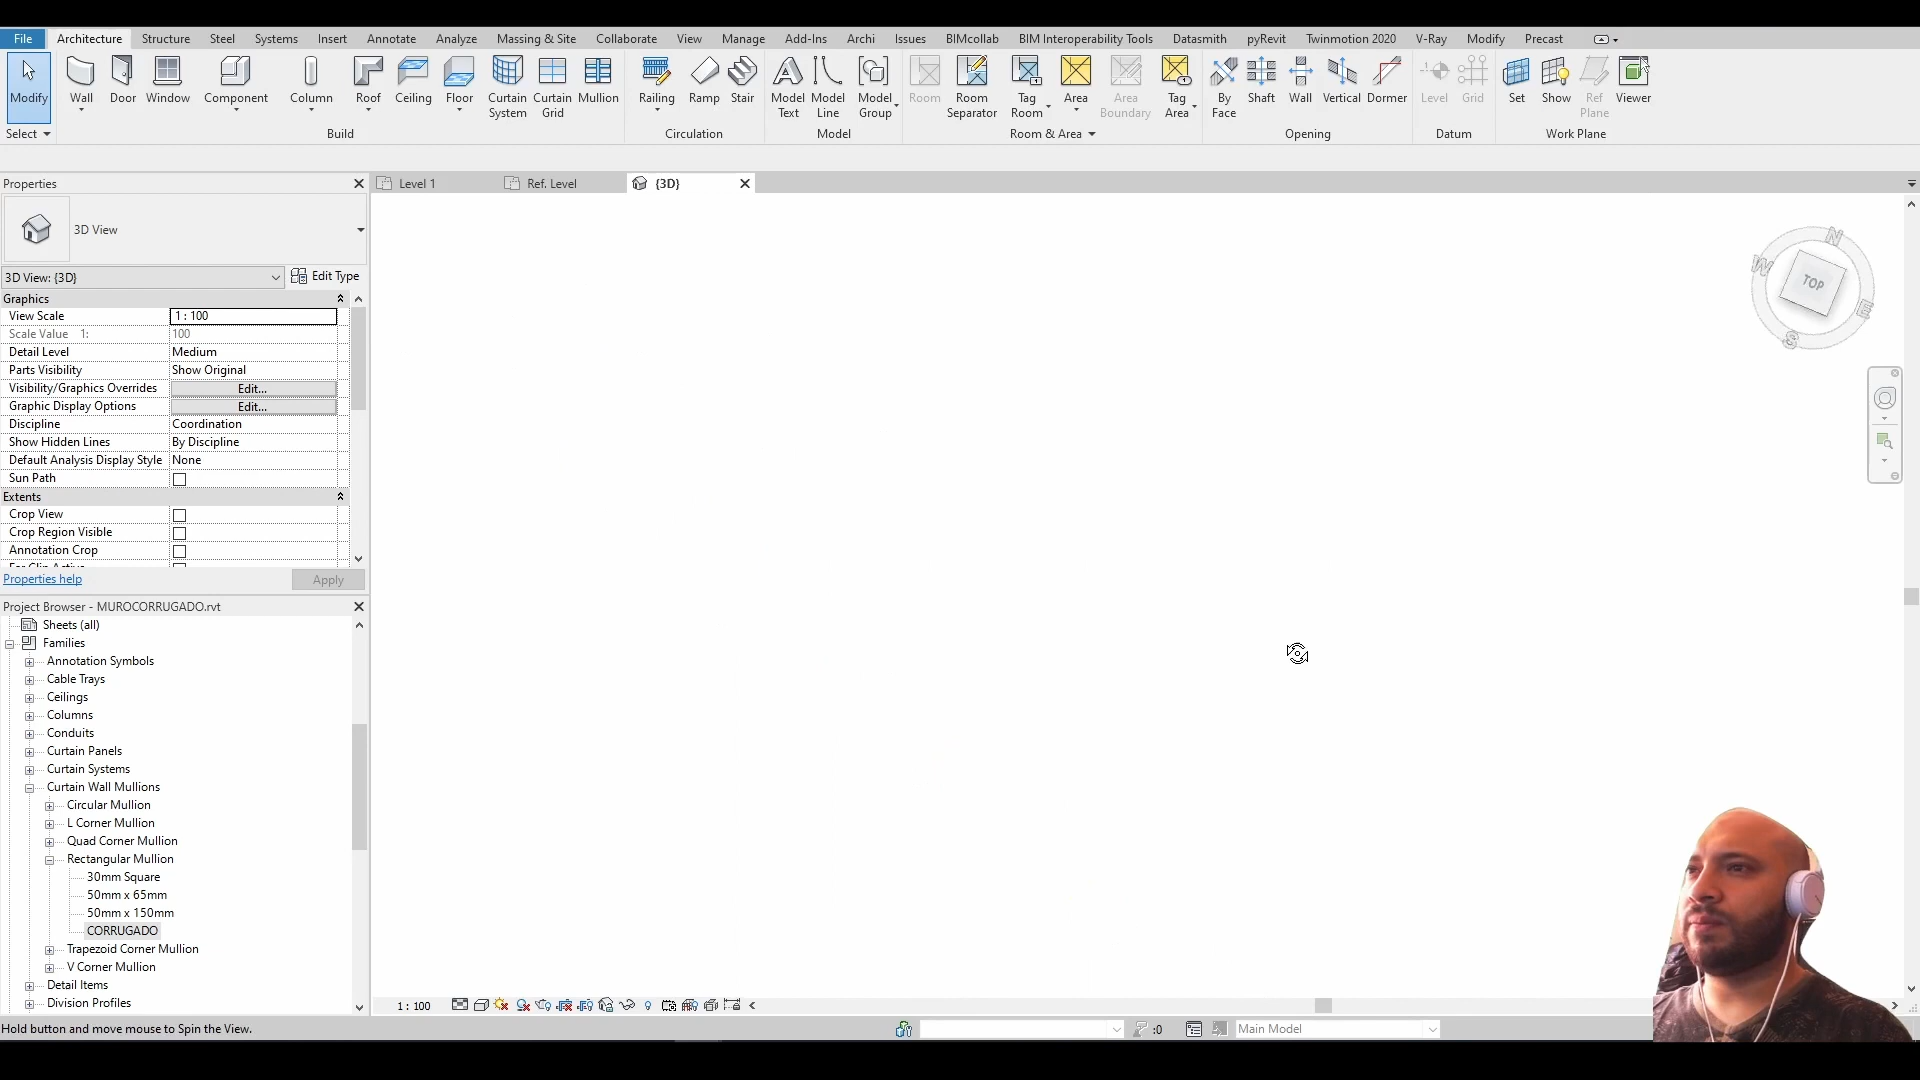 File Architecture Structure Steel Systems Insert Annotate Analyze Massing & Site Collaborate View Manage Add-Ins Archi Issues BIMcollab BIM Interoperability Tools Datasmith pyRevit Twinmotion 2020 V-Ray Modify Precast
Modify Wall Door Window Component Column Roof Ceiling Floor Curtain System Curtain Grid Mullion Railing Ramp Stair Model Text Model Line Model Group Room Room Separator Tag Room Area Area Boundary Tag Area By Face Shaft Wall Vertical Dormer Level Grid Set Show Ref Plane Viewer
Select Build Circulation Model Room & Area Opening Datum Work Plane
Properties
Level 1 Ref. Level {3D}
3D View
3D View: {3D} Edit Type
Graphics
View Scale 1 : 100
Scale Value 1: 100
Detail Level Medium
Parts Visibility Show Original
Visibility/Graphics Overrides Edit...
Graphic Display Options Edit...
Discipline Coordination
Show Hidden Lines By Discipline
Default Analysis Display Style None
Sun Path
Extents
Crop View
Crop Region Visible
Annotation Crop
Properties help Apply
Project Browser - MUROCORRUGADO.rvt
Sheets (all)
Families
Annotation Symbols
Cable Trays
Ceilings
Columns
Conduits
Curtain Panels
Curtain Systems
Curtain Wall Mullions
Circular Mullion
L Corner Mullion
Quad Corner Mullion
Rectangular Mullion
30mm Square
50mm x 65mm
50mm x 150mm
CORRUGADO
Trapezoid Corner Mullion
V Corner Mullion
Detail Items
Division Profiles
N
W
TOP
E
S
1 : 100
Hold button and move mouse to Spin the View.
:0
Main Model